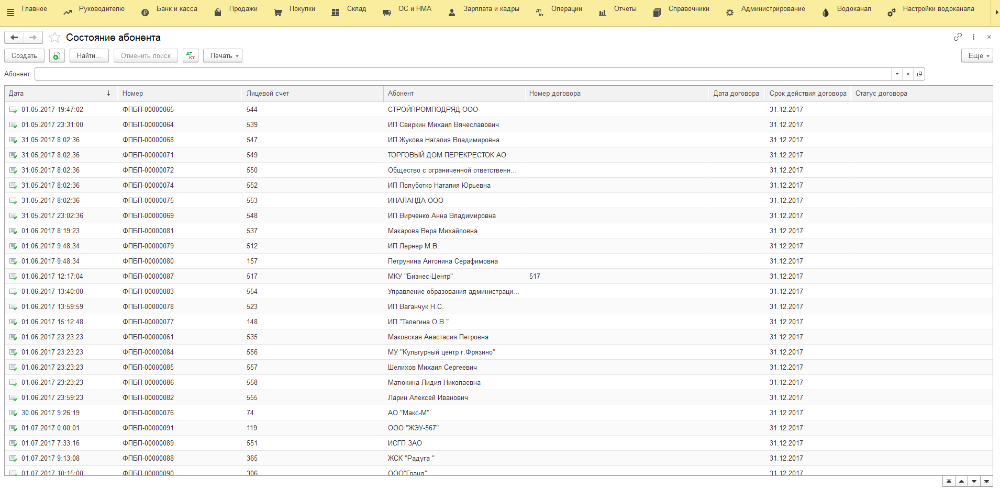 Главное Руководителю Банк и касса Продажи Покупки Склад ОС и НМА Зарплата и кадры Дт Кт Операции Отчеты Справочники Администрирование Водоканал Настройки водоканала
Состояние абонента
Создать Найти... Отменить поиск Дт Кт Печать Еще
Абонент:
Дата Номер Лицевой счет Абонент Номер договора Дата договора Срок действия договора Статус договора
01.05.2017 19:47:02 ФПБП-00000065 544 СТРОЙПРОМПОДРЯД ООО 31.12.2017
01.05.2017 23:31:00 ФПБП-00000064 539 ИП Свиркин Михаил Вячеславович 31.12.2017
31.05.2017 8:02:36 ФПБП-00000068 547 ИП Жукова Наталия Владимировна 31.12.2017
31.05.2017 8:02:36 ФПБП-00000071 549 ТОРГОВЫЙ ДОМ ПЕРЕКРЕСТОК АО 31.12.2017
31.05.2017 8:02:36 ФПБП-00000072 550 Общество с ограниченной ответственн... 31.12.2017
31.05.2017 8:02:36 ФПБП-00000074 552 ИП Полуботко Наталия Юрьевна 31.12.2017
31.05.2017 8:02:36 ФПБП-00000075 553 ИНАЛАНДА ООО 31.12.2017
31.05.2017 23:02:36 ФПБП-00000069 548 ИП Вирченко Анна Владимировна 31.12.2017
01.06.2017 8:19:23 ФПБП-00000081 537 Макарова Вера Михайловна 31.12.2017
01.06.2017 9:48:34 ФПБП-00000079 512 ИП Лернер М.В. 31.12.2017
01.06.2017 9:48:34 ФПБП-00000080 157 Петрунина Антонина Серафимовна 31.12.2017
01.06.2017 12:17:04 ФПБП-00000087 517 МКУ "Бизнес-Центр" 517 31.12.2017
01.06.2017 13:40:00 ФПБП-00000083 554 Управление образования администраци... 31.12.2017
01.06.2017 13:59:59 ФПБП-00000078 523 ИП Ваганчук Н.С. 31.12.2017
01.06.2017 15:12:48 ФПБП-00000077 148 ИП "Телегина О.В." 31.12.2017
01.06.2017 23:23:23 ФПБП-00000061 535 Маковская Анастасия Петровна 31.12.2017
01.06.2017 23:23:23 ФПБП-00000084 556 МУ "Культурный центр г.Фрязино" 31.12.2017
01.06.2017 23:23:23 ФПБП-00000085 557 Шелихов Михаил Сергеевич 31.12.2017
01.06.2017 23:23:23 ФПБП-00000086 558 Матюкина Лидия Николаевна 31.12.2017
01.06.2017 23:59:23 ФПБП-00000082 555 Ларин Алексей Иванович 31.12.2017
30.06.2017 9:26:19 ФПБП-00000076 74 АО "Макс-М" 31.12.2017
01.07.2017 0:00:01 ФПБП-00000091 119 ООО "ЖЭУ-567" 31.12.2017
01.07.2017 7:33:16 ФПБП-00000089 551 ИСГП ЗАО 31.12.2017
01.07.2017 9:13:08 ФПБП-00000088 365 ЖСК "Радуга " 31.12.2017
01.07.2017 10:15:00 ФПБП-00000090 306 ООО"Гранд" 31.12.2017